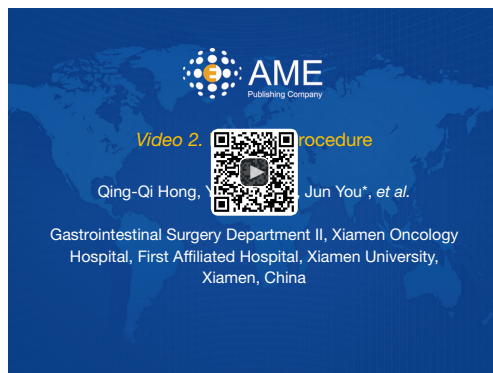 AME
Publishing Company
Video 2. rocedure
Qing-Qi Hong, Jun You*, et al.
Gastrointestinal Surgery Department II, Xiamen Oncology
Hospital, First Affiliated Hospital, Xiamen University,
Xiamen, China